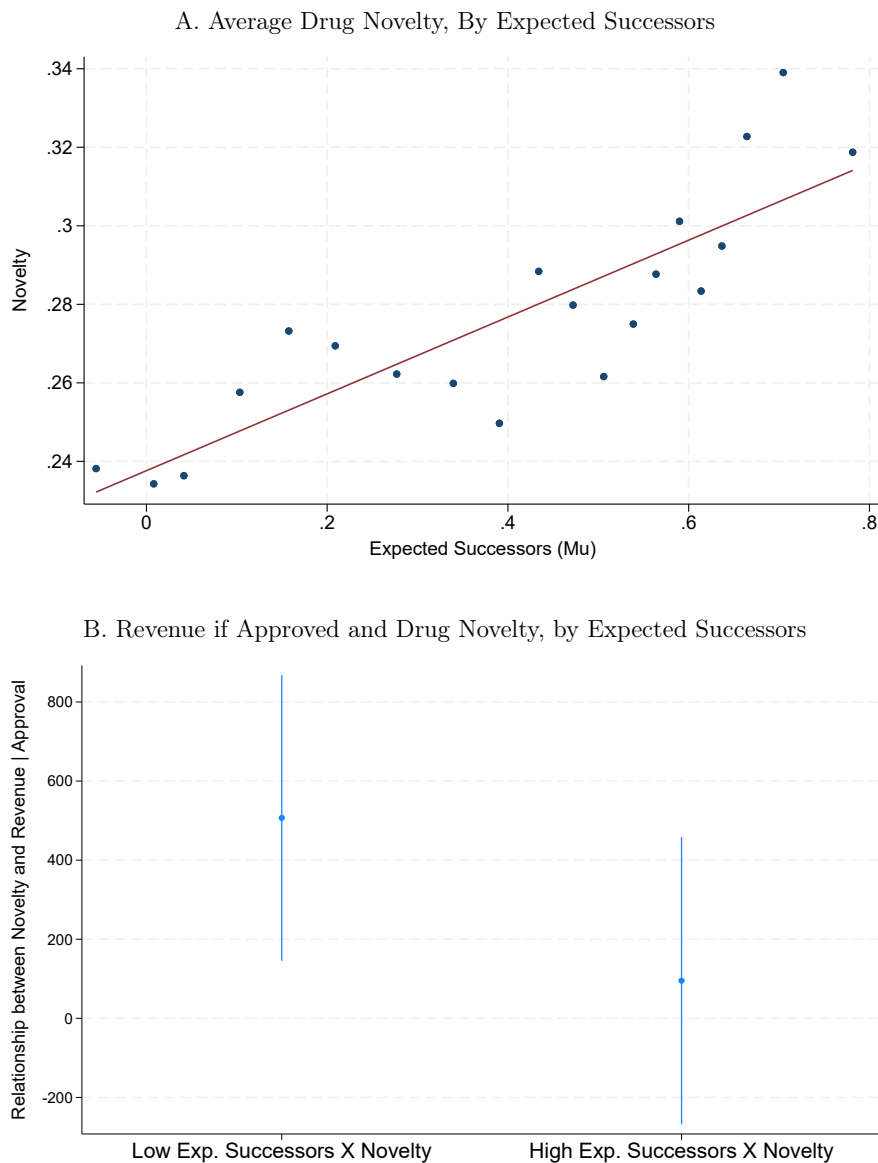 A. Average Drug Novelty, By Expected Successors
.34
.32
.3
.28
.26
.24
Novelty
0 .2 .4 .6 .8
Expected Successors (Mu)
B. Revenue if Approved and Drug Novelty, by Expected Successors
800
600
400
200
0
-200
Relationship between Novelty and Revenue | Approval
Low Exp. Successors X Novelty High Exp. Successors X Novelty